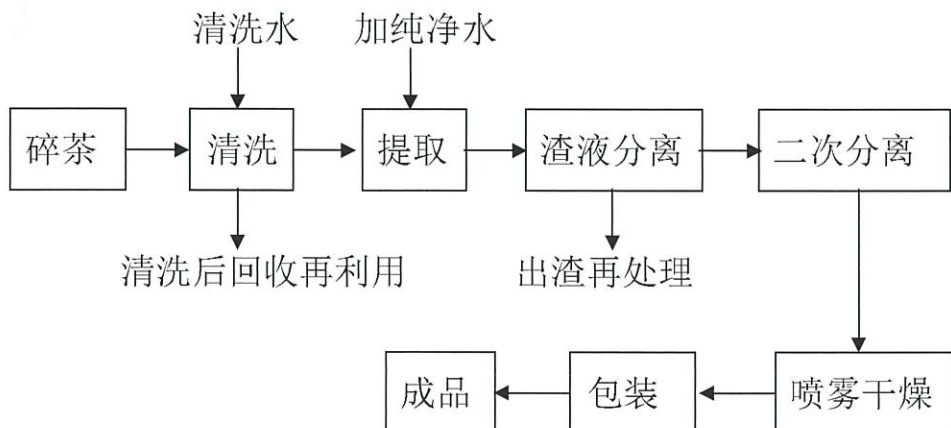 清洗水
加纯净水
碎茶
清洗
提取
渣液分离
二次分离
清洗后回收再利用
出渣再处理
成品
包装
喷雾干燥